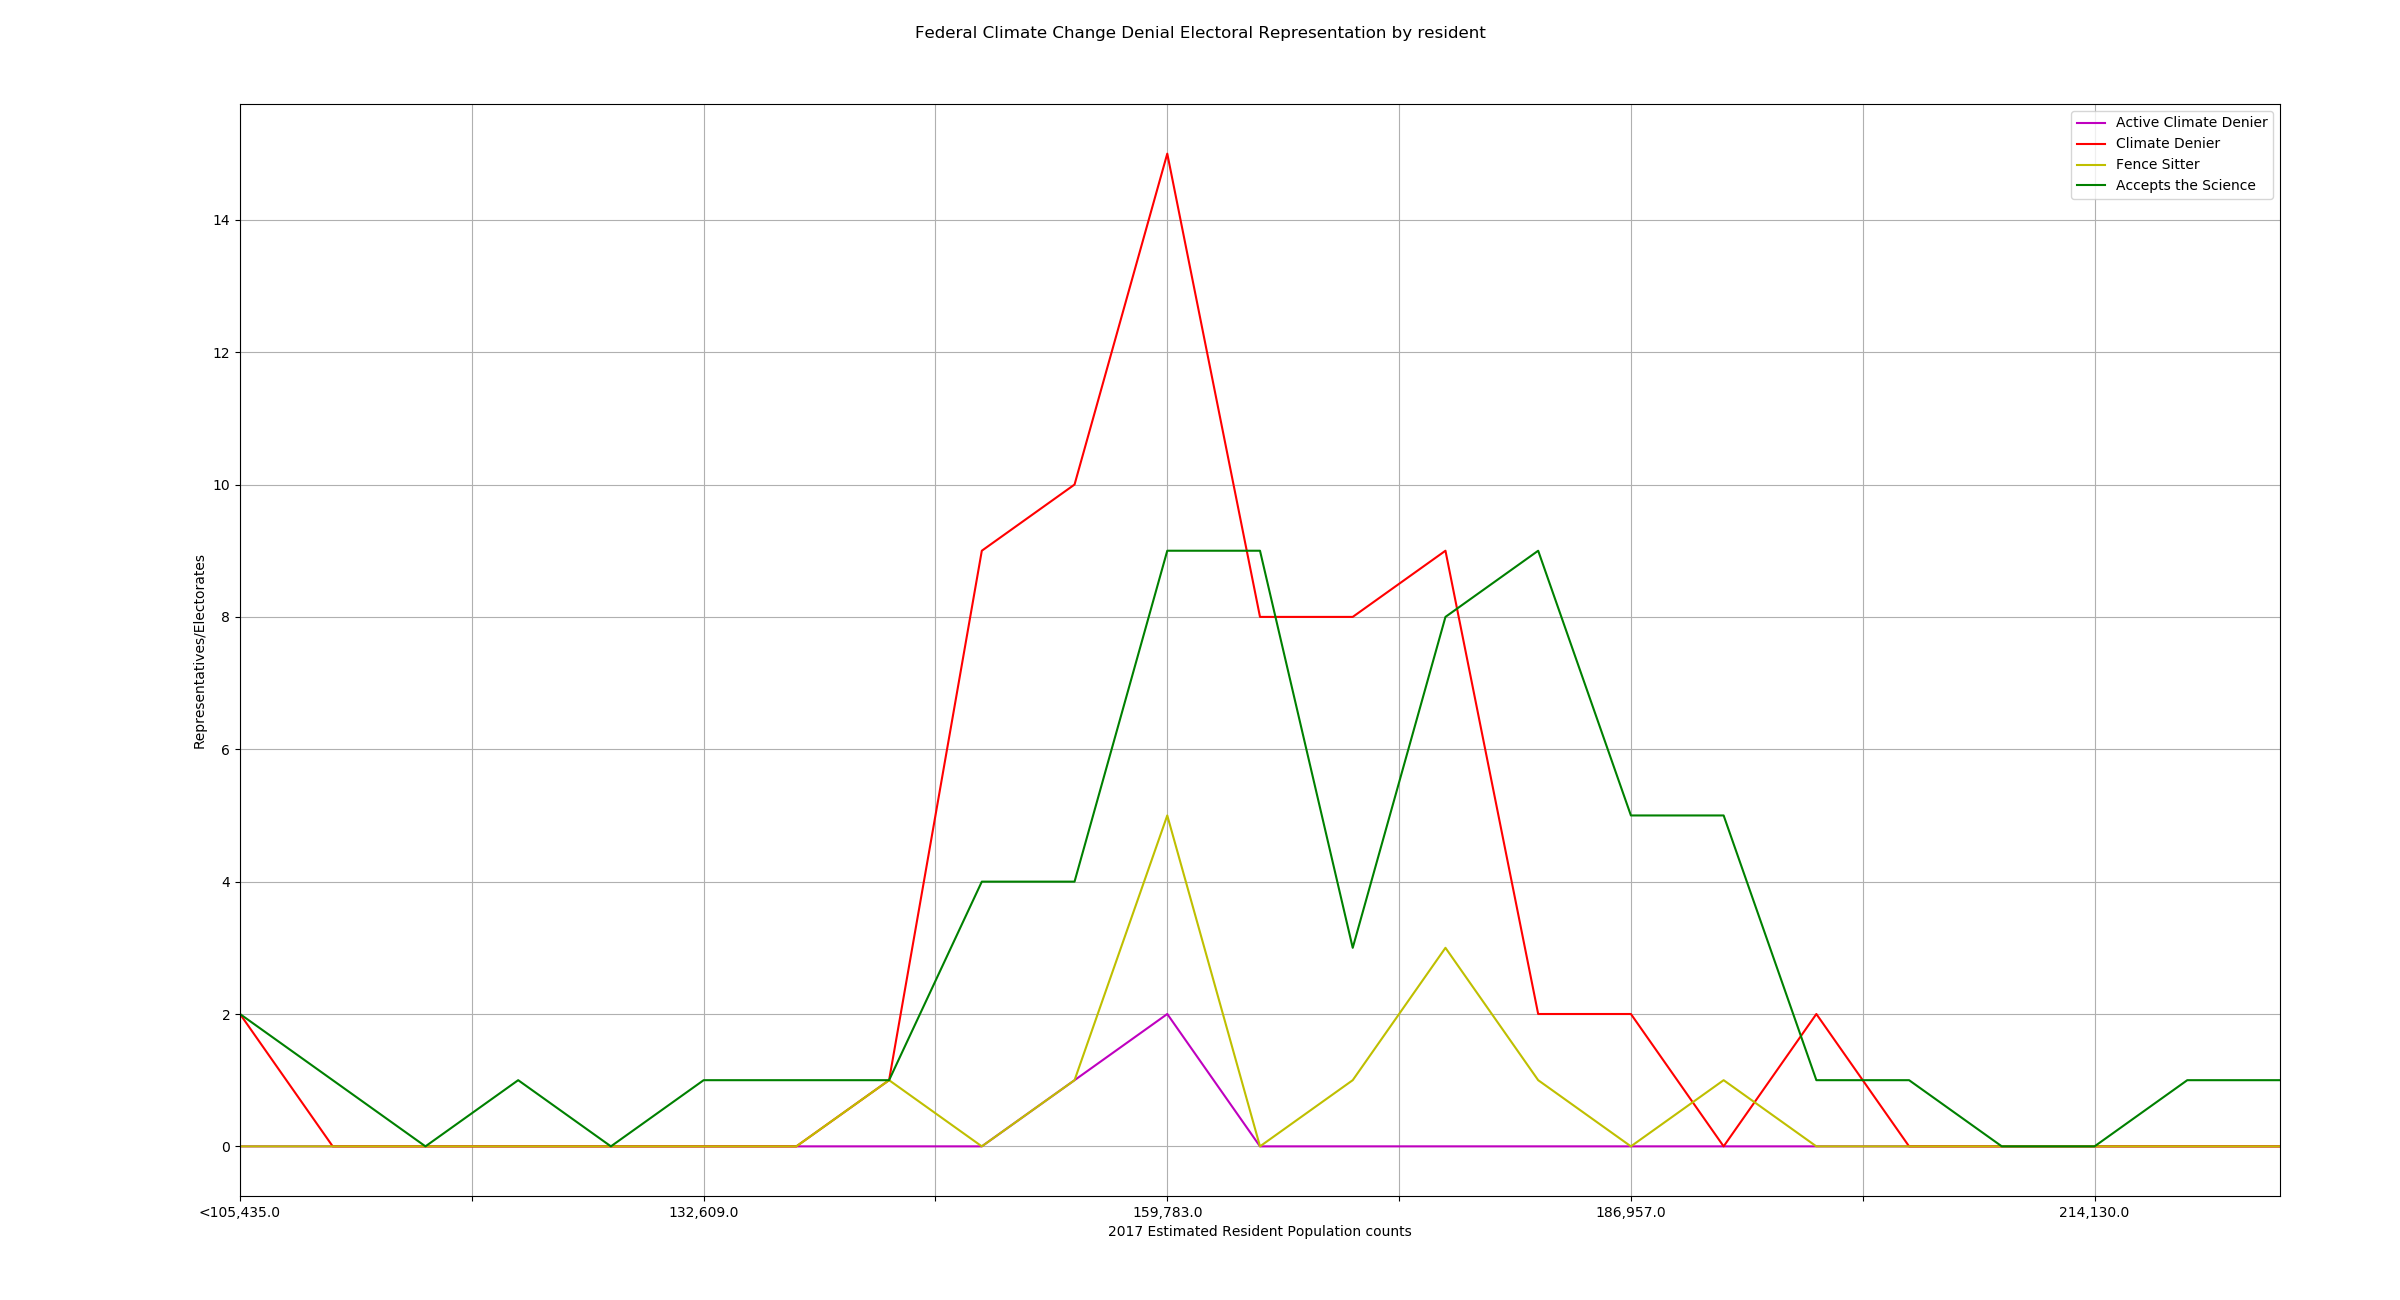 Federal Climate Change Denial Electoral Representation by resident
Active Climate Denier
Climate Denier
Fence Sitter
Accepts the Science
14
12
10
8
6
4
2
0
Representatives/Electorates
<105,435.0
132,609.0
159,783.0
186,957.0
214,130.0
2017 Estimated Resident Population counts